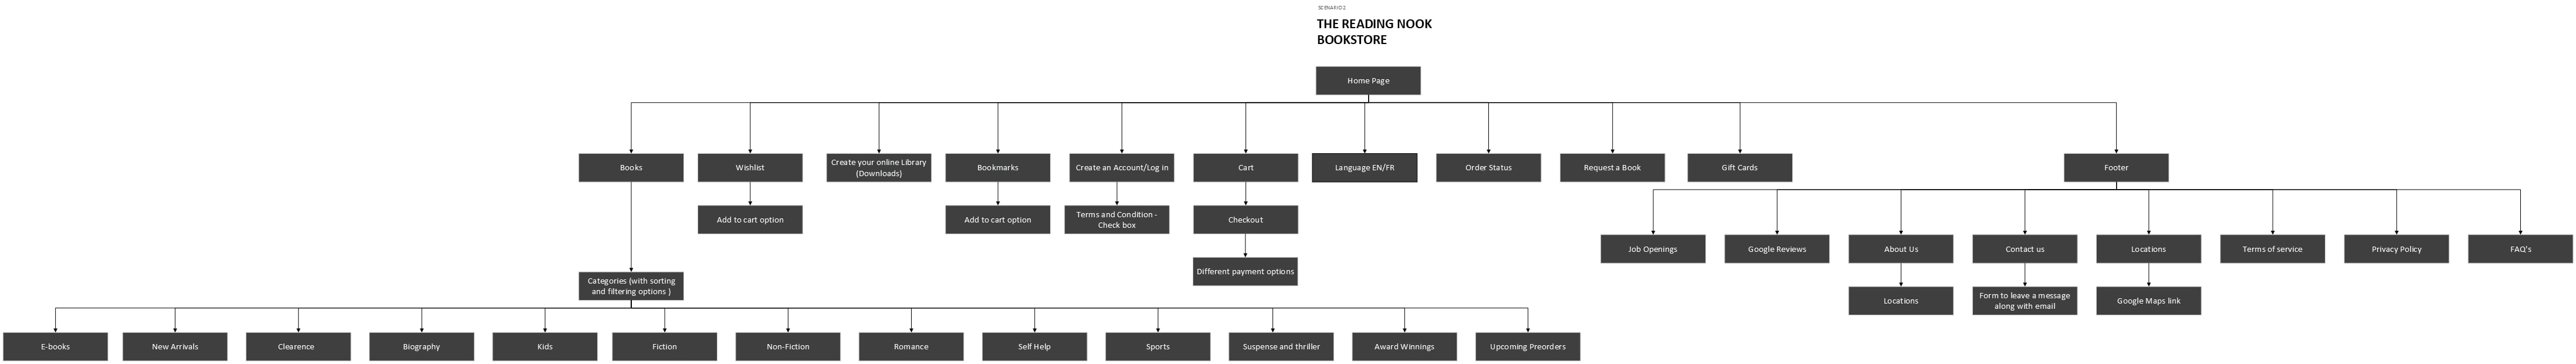 SCENARIO 2
THE READING NOOK
BOOKSTORE
Home Page
Books
Wishlist
Create your online Library
(Downloads)
Bookmarks
Create an Account/Log in
Cart
Language EN/FR
Order Status
Request a Book
Gift Cards
Footer
Add to cart option
Add to cart option
Terms and Condition -
Check box
Checkout
Different payment options
Job Openings
Google Reviews
About Us
Contact us
Locations
Terms of service
Privacy Policy
FAQ's
Locations
Form to leave a message
along with email
Google Maps link
Categories (with sorting
and filtering options )
E-books
New Arrivals
Clearence
Biography
Kids
Fiction
Non-Fiction
Romance
Self Help
Sports
Suspense and thriller
Award Winnings
Upcoming Preorders